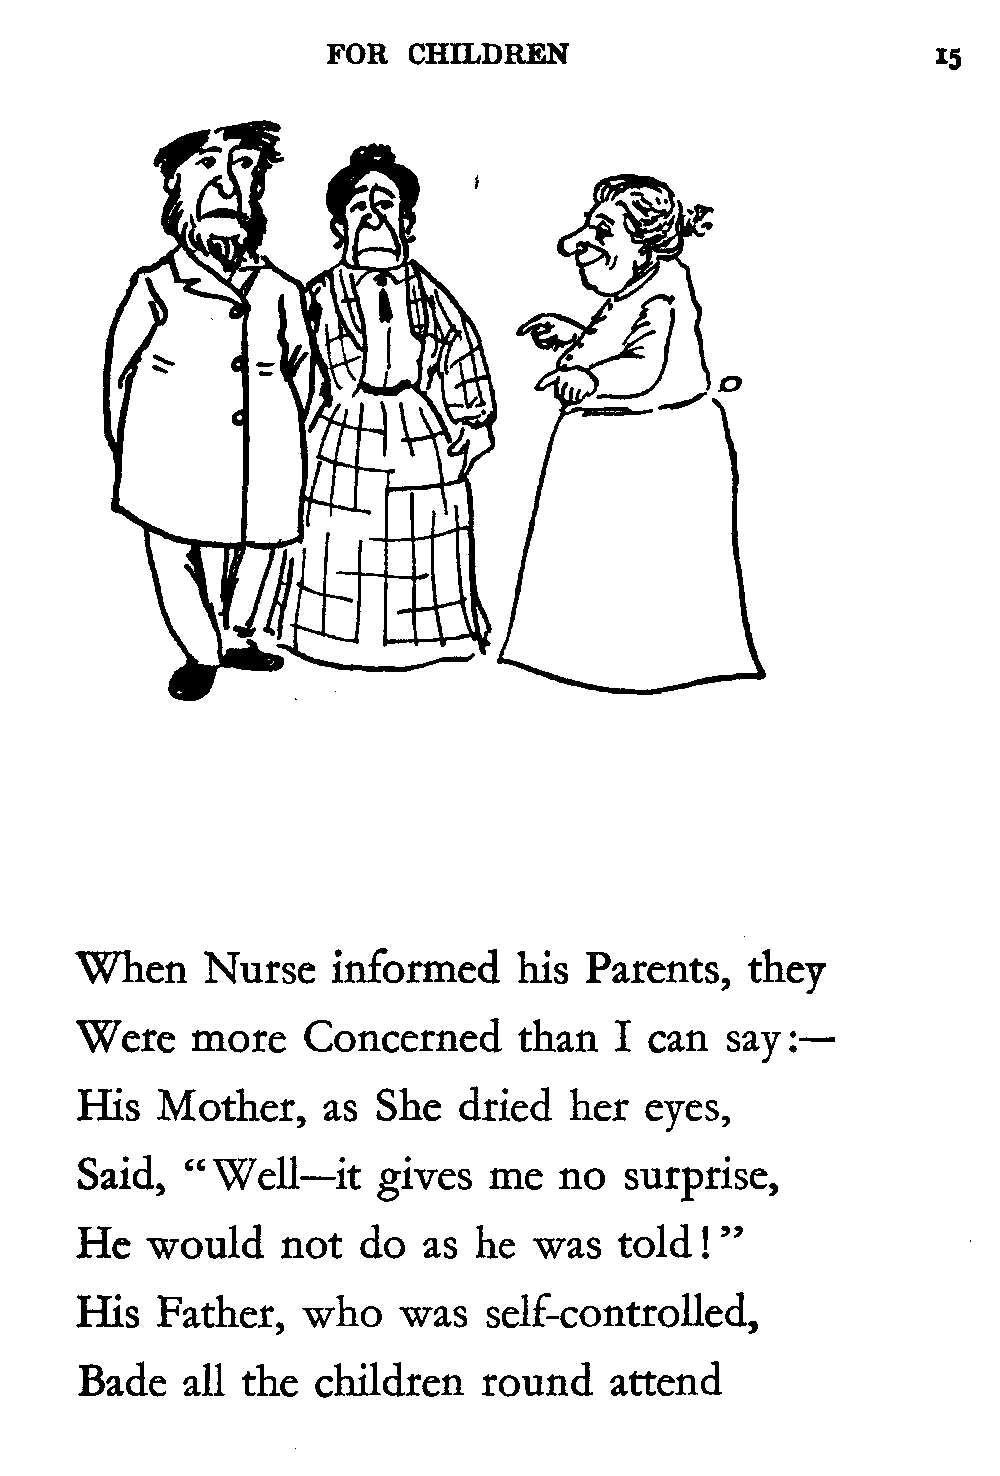 FOR CHILDREN 15
When Nurse informed his Parents, they
Were more Concerned than I can say:—
His Mother, as She dried her eyes,
Said, “Well—it gives me no surprise,
He would not do as he was told!”
His Father, who was self-controlled,
Bade all the children round attend